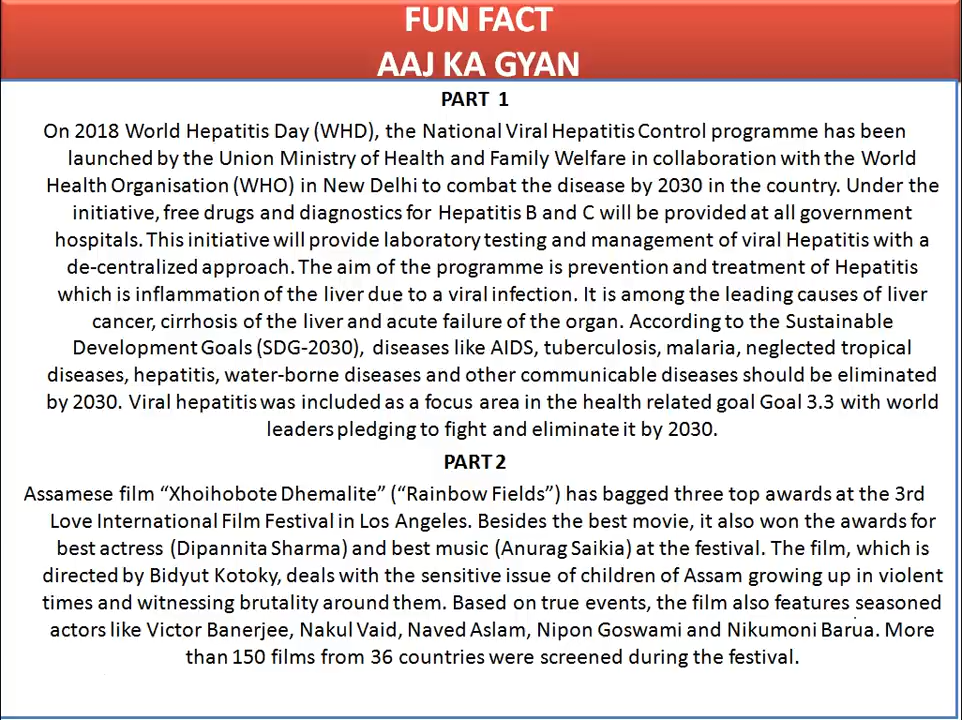 FUN FACT
AAJ KA GYAN
PART 1
On 2018 World Hepatitis Day (WHD), the National Viral Hepatitis Control programme has been
launched by the Union Ministry of Health and Family Welfare in collaboration with the World
Health Organisation (WHO) in New Delhi to combat the disease by 2030 in the country. Under the
initiative, free drugs and diagnostics for Hepatitis B and C will be provided at all government
hospitals. This initiative will provide laboratory testing and management of viral Hepatitis with a
de-centralized approach. The aim of the programme is prevention and treatment of Hepatitis
which is inflammation of the liver due to a viral infection. It is among the leading causes of liver
cancer, cirrhosis of the liver and acute failure of the organ. According to the Sustainable
Development Goals (SDG-2030), diseases like AIDS, tuberculosis, malaria, neglected tropical
diseases, hepatitis, water-borne diseases and other communicable diseases should be eliminated
by 2030. Viral hepatitis was included as a focus area in the health related goal Goal 3.3 with world
leaders pledging to fight and eliminate it by 2030.
PART 2
Assamese film “Xhoihobote Dhemalite” (“Rainbow Fields”) has bagged three top awards at the 3rd
Love International Film Festival in Los Angeles. Besides the best movie, it also won the awards for
best actress (Dipannita Sharma) and best music (Anurag Saikia) at the festival. The film, which is
directed by Bidyut Kotoky, deals with the sensitive issue of children of Assam growing up in violent
times and witnessing brutality around them. Based on true events, the film also features seasoned
actors like Victor Banerjee, Nakul Vaid, Naved Aslam, Nipon Goswami and Nikumoni Barua. More
than 150 films from 36 countries were screened during the festival.